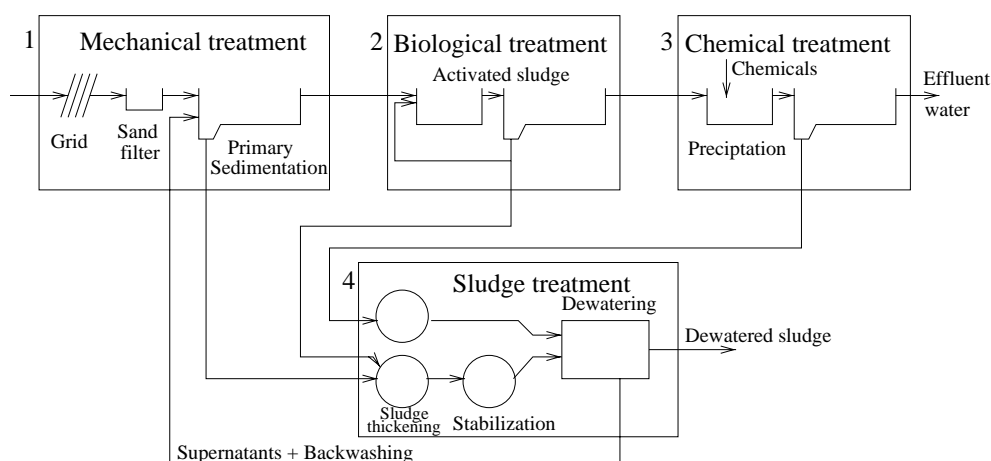 1
Mechanical treatment
Grid
Sand
filter
Primary
Sedimentation
2
Biological treatment
Activated sludge
3
Chemical treatment
Chemicals
Preciptation
Effluent
water
4
Sludge treatment
Dewatering
Dewatered sludge
Sludge
thickening
Stabilization
Supernatants + Backwashing